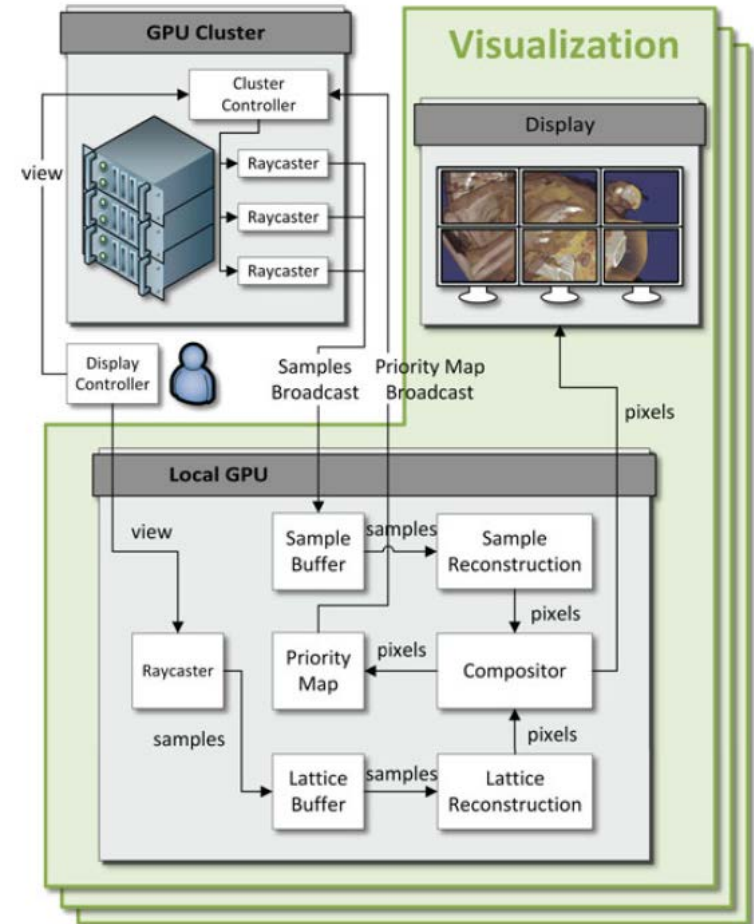 GPU Cluster
Cluster
Controller
Raycaster
Raycaster
Raycaster
view
Display
Controller
Samples
Broadcast
Priority Map
Broadcast
Visualization
Display
pixels
Local GPU
view
Sample
Buffer
samples
Sample
Reconstruction
pixels
Raycaster
Priority
Map
pixels
Compositor
samples
pixels
Lattice
Buffer
samples
Lattice
Reconstruction